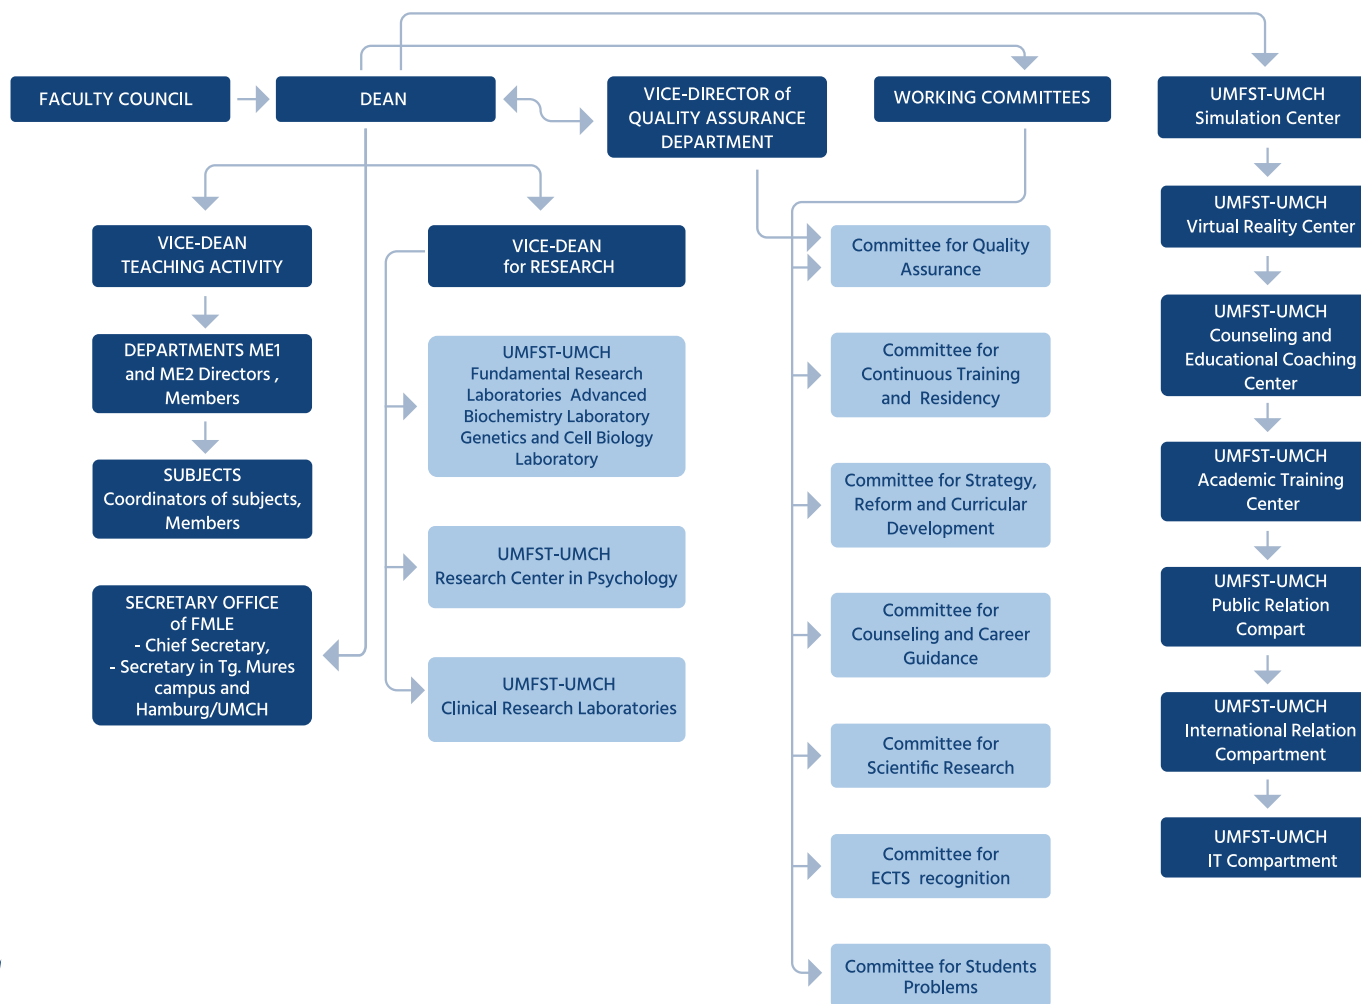 FACULTY COUNCIL
DEAN
VICE-DIRECTOR of
QUALITY ASSURANCE
DEPARTMENT
WORKING COMMITTEES
UMFST-UMCH
Simulation Center
UMFST-UMCH
Virtual Reality Center
UMFST-UMCH
Counseling and
Educational Coaching
Center
UMFST-UMCH
Academic Training
Center
UMFST-UMCH
Public Relation
Compart
UMFST-UMCH
International Relation
Compartment
UMFST-UMCH
IT Compartment
VICE-DEAN
TEACHING ACTIVITY
DEPARTMENTS ME1
and ME2 Directors ,
Members
SUBJECTS
Coordinators of subjects,
Members
SECRETARY OFFICE
of FMLE
- Chief Secretary,
- Secretary in Tg. Mures
campus and
Hamburg/UMCH
VICE-DEAN
for RESEARCH
UMFST-UMCH
Fundamental Research
Laboratories Advanced
Biochemistry Laboratory
Genetics and Cell Biology
Laboratory
UMFST-UMCH
Research Center in Psychology
UMFST-UMCH
Clinical Research Laboratories
Committee for Quality
Assurance
Committee for
Continuous Training
and Residency
Committee for Strategy,
Reform and Curricular
Development
Committee for
Counseling and Career
Guidance
Committee for
Scientific Research
Committee for
ECTS recognition
Committee for Students
Problems